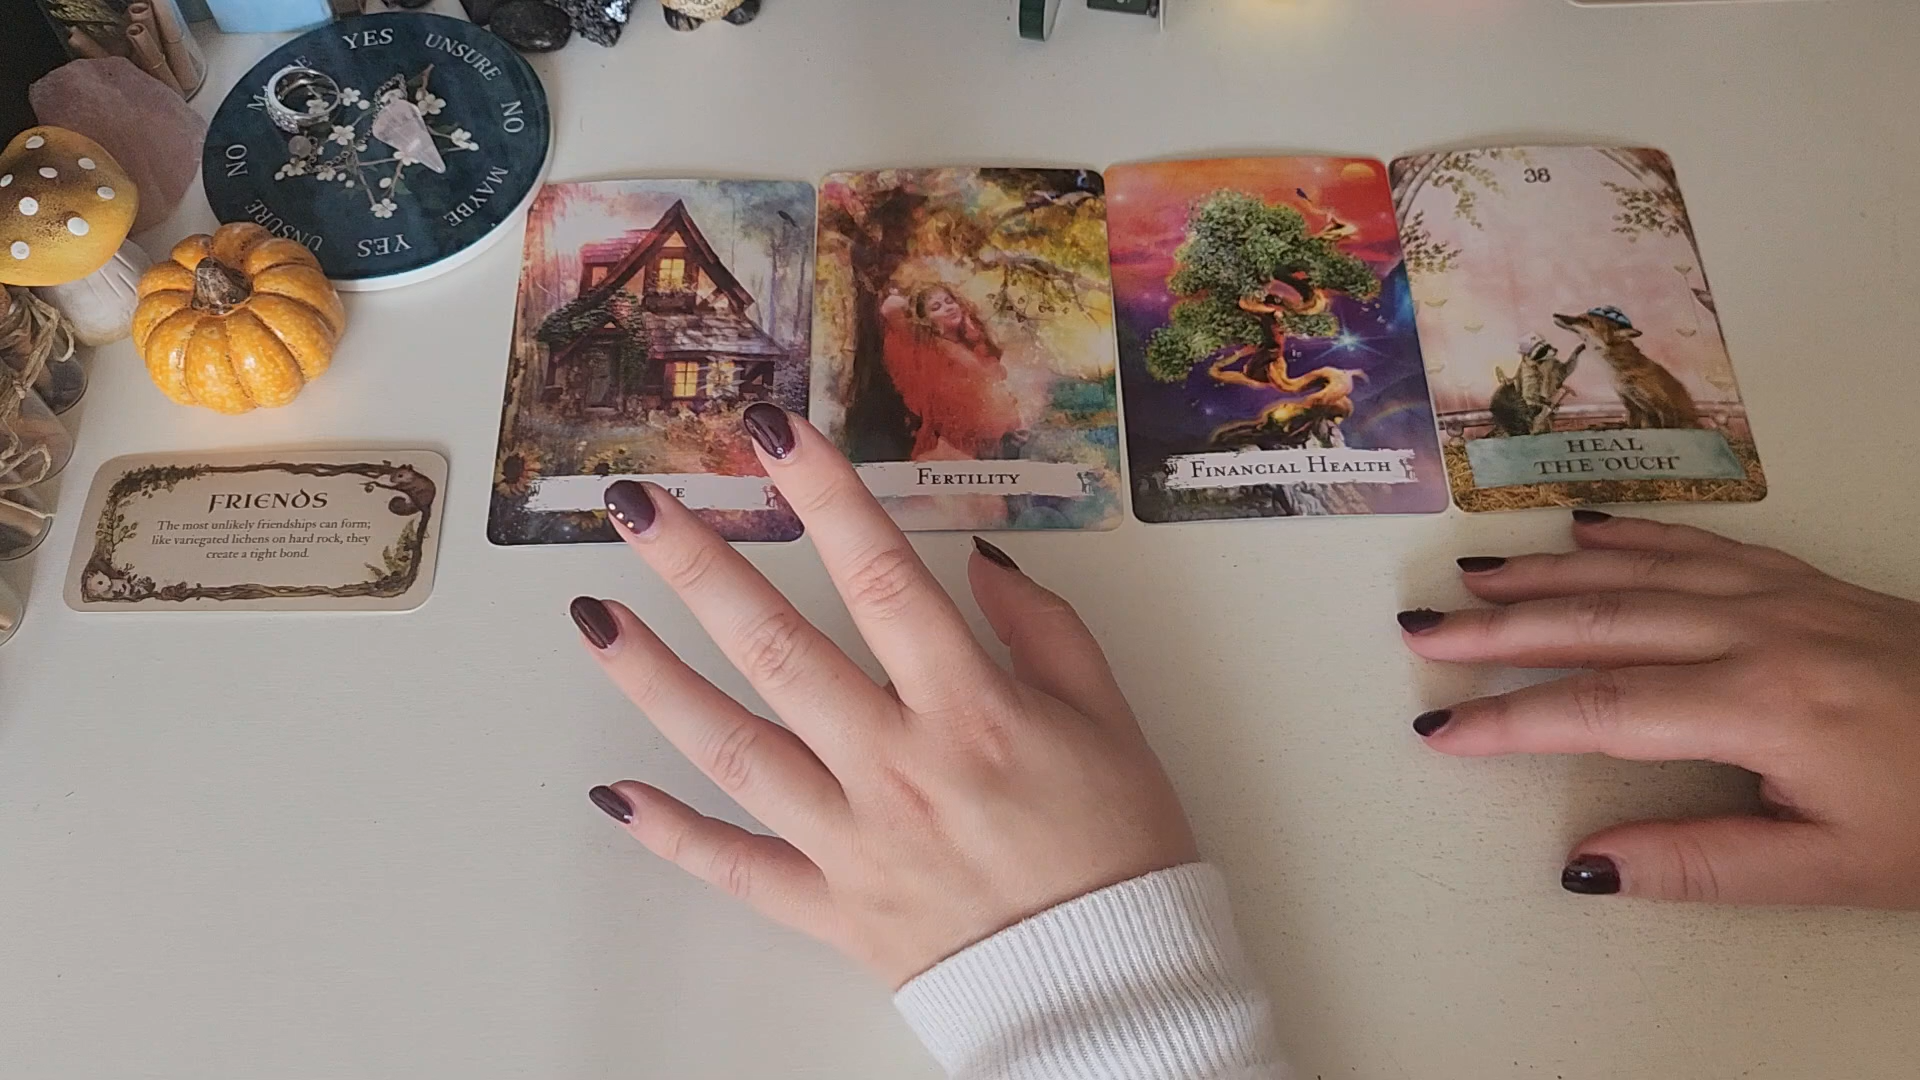 YES
UNSURE
NO
MAYBE
YES
UNSURE
NO
FRIENDS
The most unlikely friendships can form;
like variegated lichens on hard rock, they
create a tight bond.
FERTILITY
FINANCIAL HEALTH
38
HEAL
THE "OUCH"